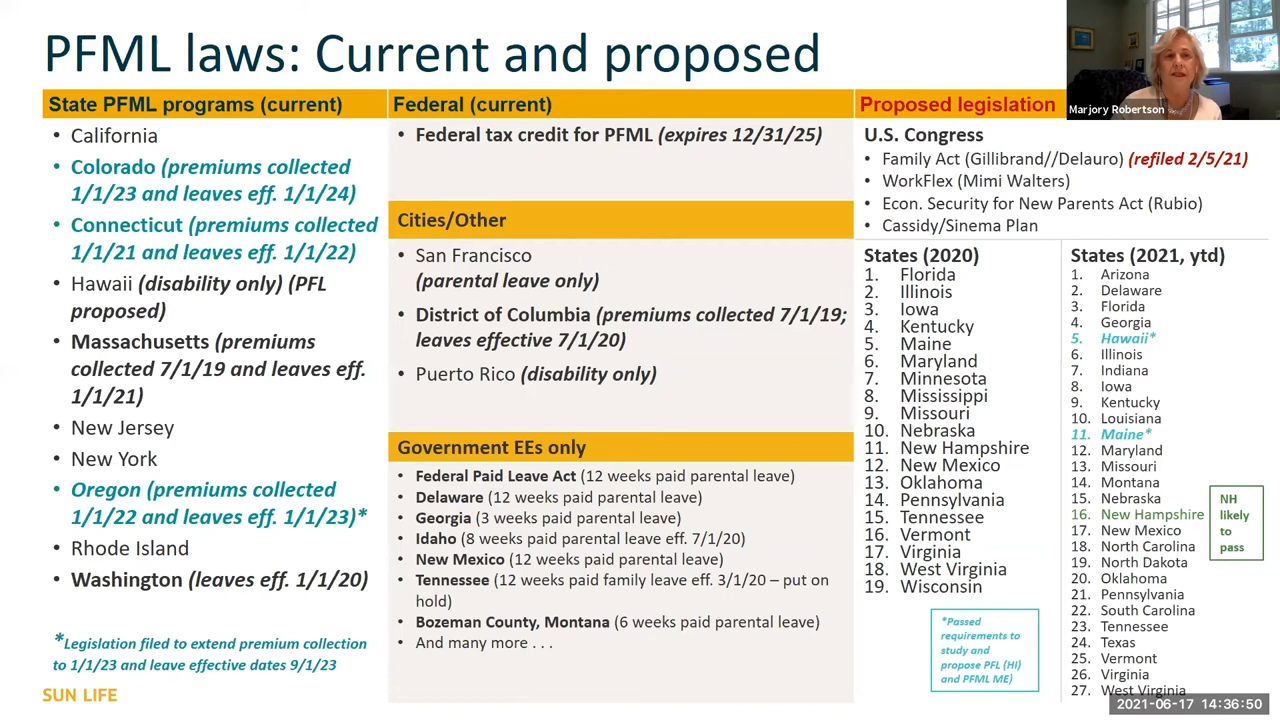 PFML laws: Current and proposed
Marjory Robertson
State PFML programs (current)
• California
• Colorado (premiums collected
1/1/23 and leaves eff. 1/1/24)
• Connecticut (premiums collected
1/1/21 and leaves eff. 1/1/22)
• Hawaii (disability only) (PFL
proposed)
• Massachusetts (premiums
collected 7/1/19 and leaves eff.
1/1/21)
• New Jersey
• New York
• Oregon (premiums collected
1/1/22 and leaves eff. 1/1/23)*
• Rhode Island
• Washington (leaves eff. 1/1/20)
*Legislation filed to extend premium collection
to 1/1/23 and leave effective dates 9/1/23
SUN LIFE
Federal (current)
• Federal tax credit for PFML (expires 12/31/25)
Cities/Other
• San Francisco
(parental leave only)
• District of Columbia (premiums collected 7/1/19;
leaves effective 7/1/20)
• Puerto Rico (disability only)
Government EEs only
• Federal Paid Leave Act (12 weeks paid parental leave)
• Delaware (12 weeks paid parental leave)
• Georgia (3 weeks paid parental leave)
• Idaho (8 weeks paid parental leave eff. 7/1/20)
• New Mexico (12 weeks paid parental leave)
• Tennessee (12 weeks paid family leave eff. 3/1/20 – put on
hold)
• Bozeman County, Montana (6 weeks paid parental leave)
• And many more . . .
Proposed legislation
U.S. Congress
• Family Act (Gillibrand//Delauro) (refiled 2/5/21)
• WorkFlex (Mimi Walters)
• Econ. Security for New Parents Act (Rubio)
• Cassidy/Sinema Plan
States (2020)
1. Florida
2. Illinois
3. Iowa
4. Kentucky
5. Maine
6. Maryland
7. Minnesota
8. Mississippi
9. Missouri
10. Nebraska
11. New Hampshire
12. New Mexico
13. Oklahoma
14. Pennsylvania
15. Tennessee
16. Vermont
17. Virginia
18. West Virginia
19. Wisconsin
*Passed
requirements to
study and
propose PFL (HI)
and PFML ME)
States (2021, ytd)
1. Arizona
2. Delaware
3. Florida
4. Georgia
5. Hawaii*
6. Illinois
7. Indiana
8. Iowa
9. Kentucky
10. Louisiana
11. Maine*
12. Maryland
13. Missouri
14. Montana
15. Nebraska
16. New Hampshire
17. New Mexico
18. North Carolina
19. North Dakota
20. Oklahoma
21. Pennsylvania
22. South Carolina
23. Tennessee
24. Texas
25. Vermont
26. Virginia
27. West Virginia
NH
likely
to
pass
2021-06-17 14:36:50